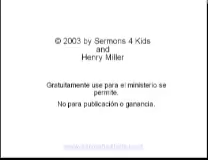 © 2003 by Sermons 4 Kids
and
Henry Miller
Gratuitamente use para el ministerio se
permite.
No para publicación o ganancia.